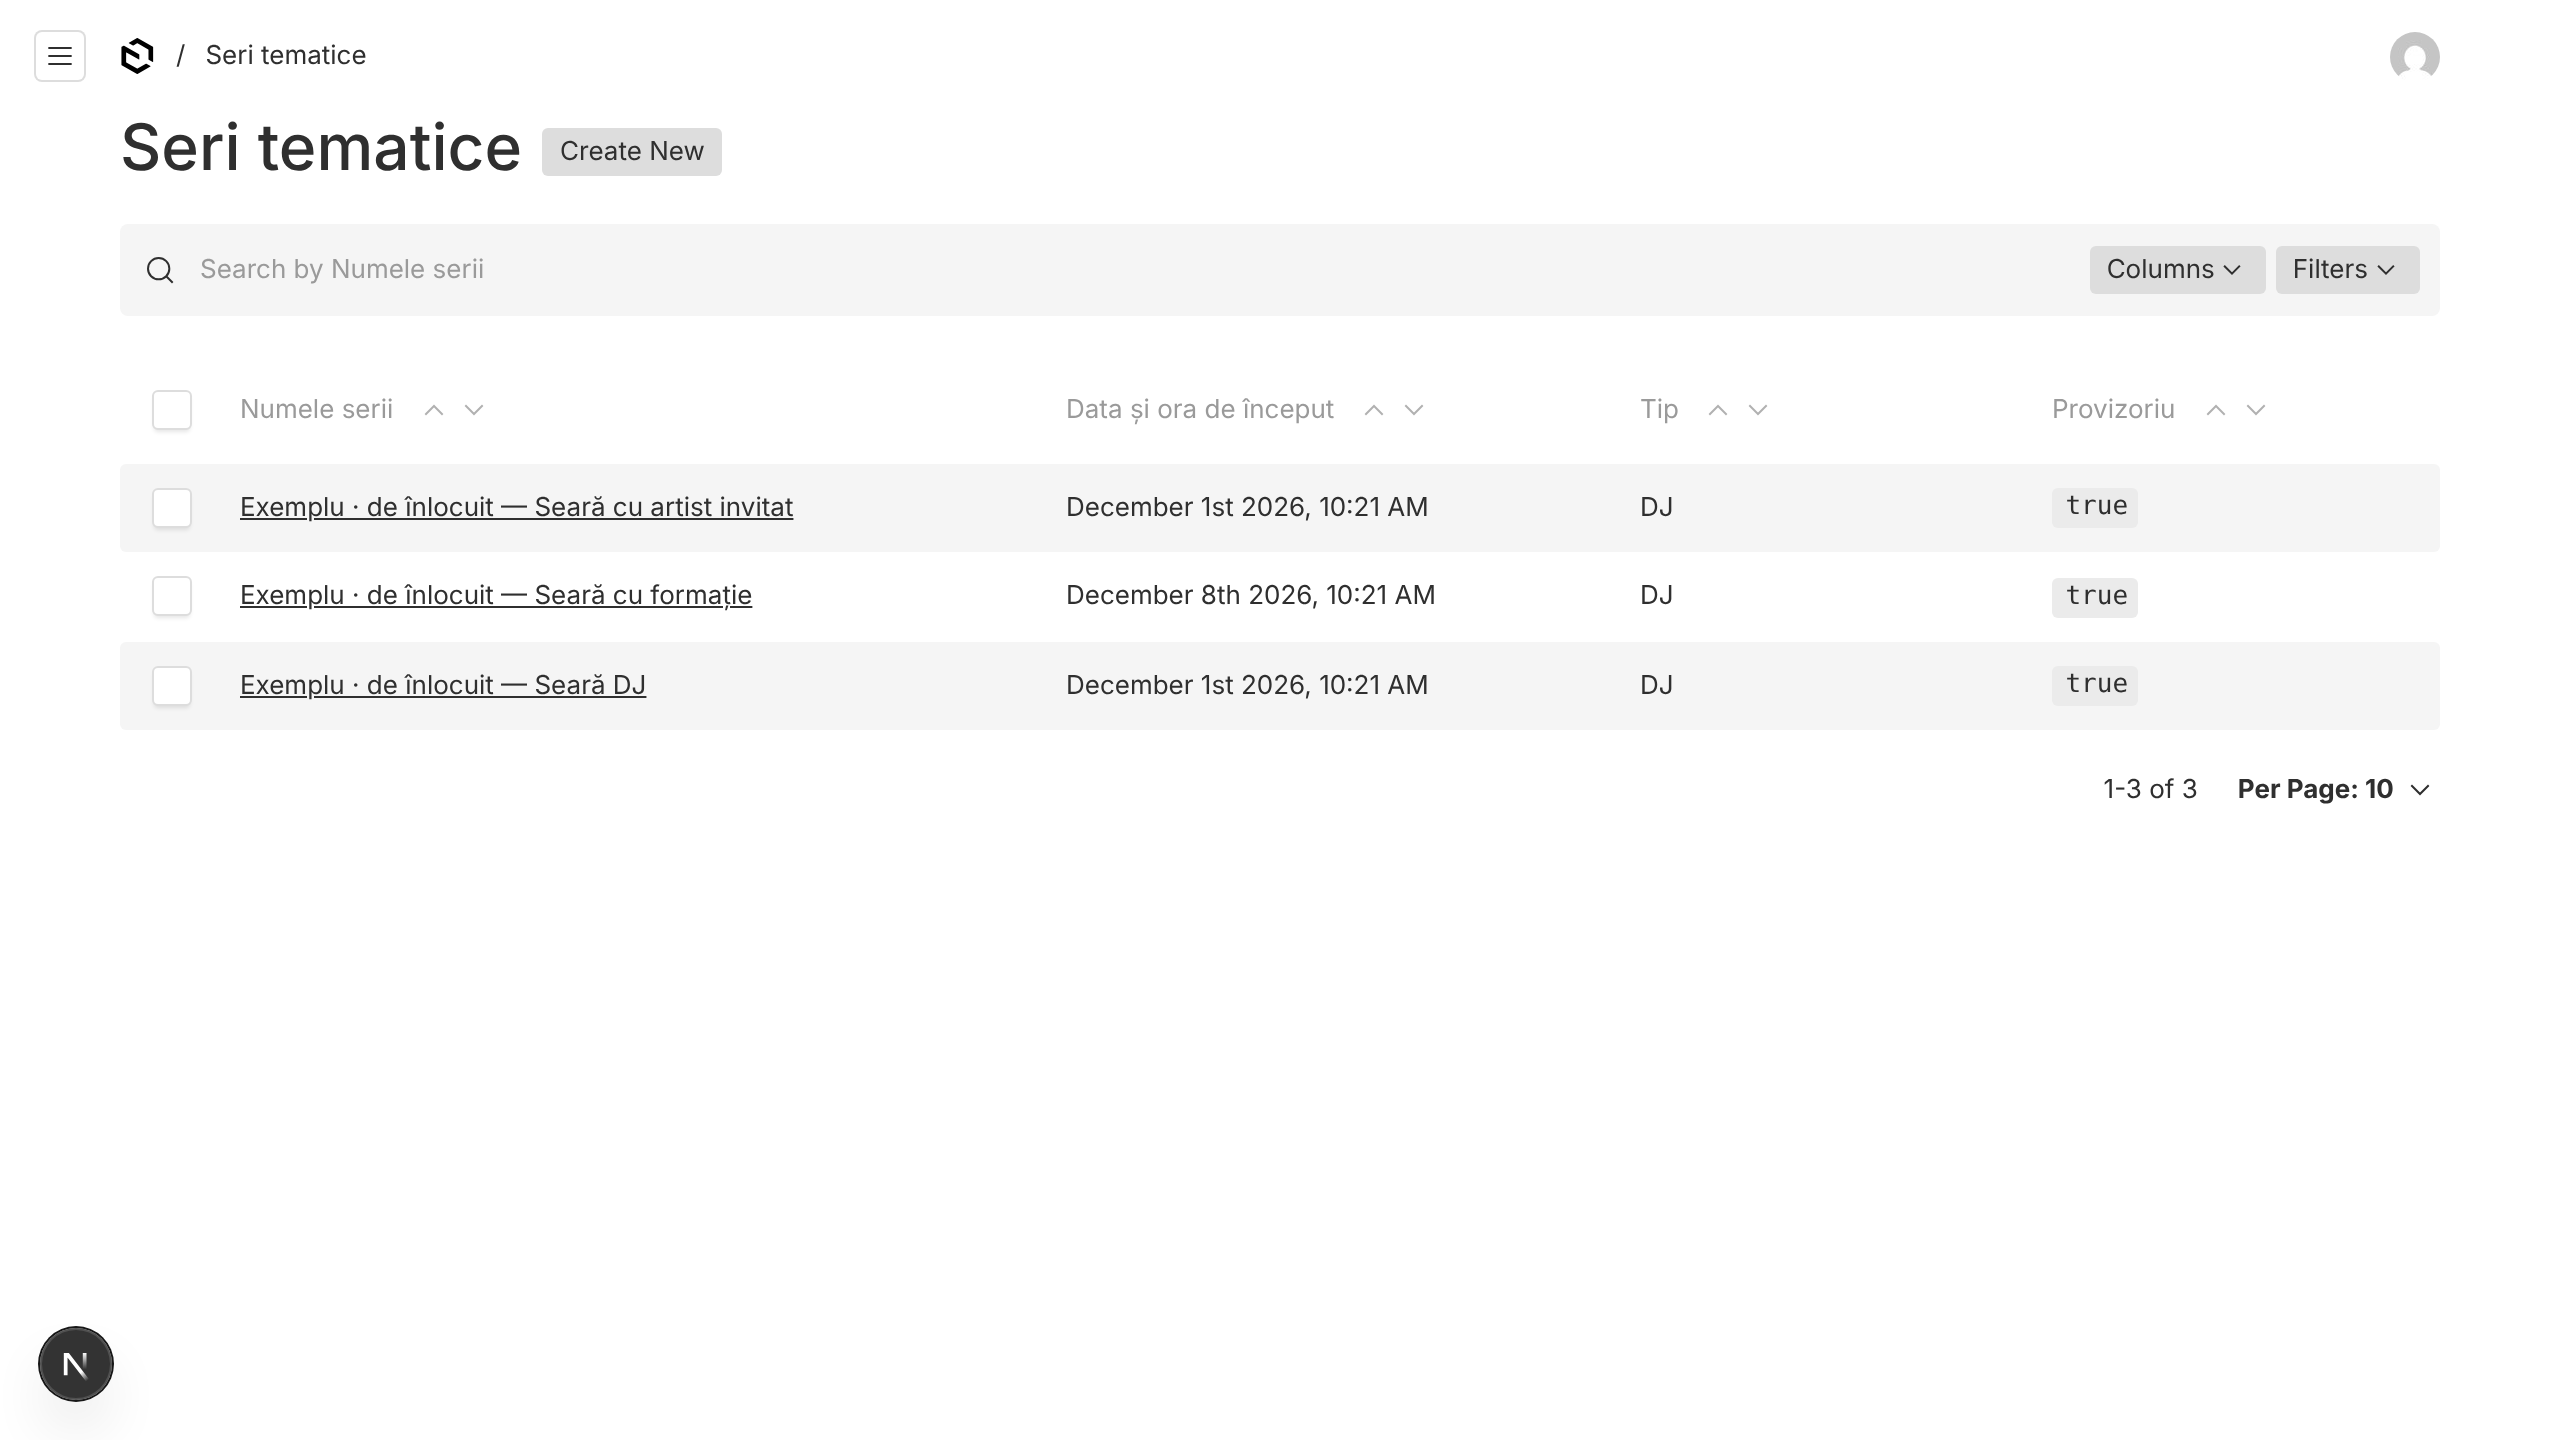 / Seri tematice
Seri tematice Create New
Search by Numele serii Columns Filters
Numele serii Data și ora de început Tip Provizoriu
Exemplu · de înlocuit — Seară cu artist invitat December 1st 2026, 10:21 AM DJ true
Exemplu · de înlocuit — Seară cu formație December 8th 2026, 10:21 AM DJ true
Exemplu · de înlocuit — Seară DJ December 1st 2026, 10:21 AM DJ true
1-3 of 3 Per Page: 10
N